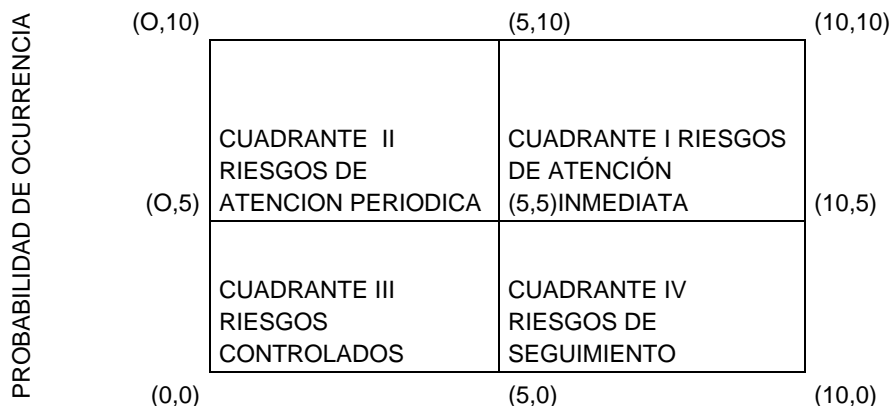 PROBABILIDAD DE OCURRENCIA
(O,10) (5,10) (10,10)
CUADRANTE II
RIESGOS DE
ATENCION PERIODICA
CUADRANTE I RIESGOS
DE ATENCIÓN
(5,5)INMEDIATA
(O,5) (10,5)
CUADRANTE III
RIESGOS
CONTROLADOS
CUADRANTE IV
RIESGOS DE
SEGUIMIENTO
(0,0) (5,0) (10,0)